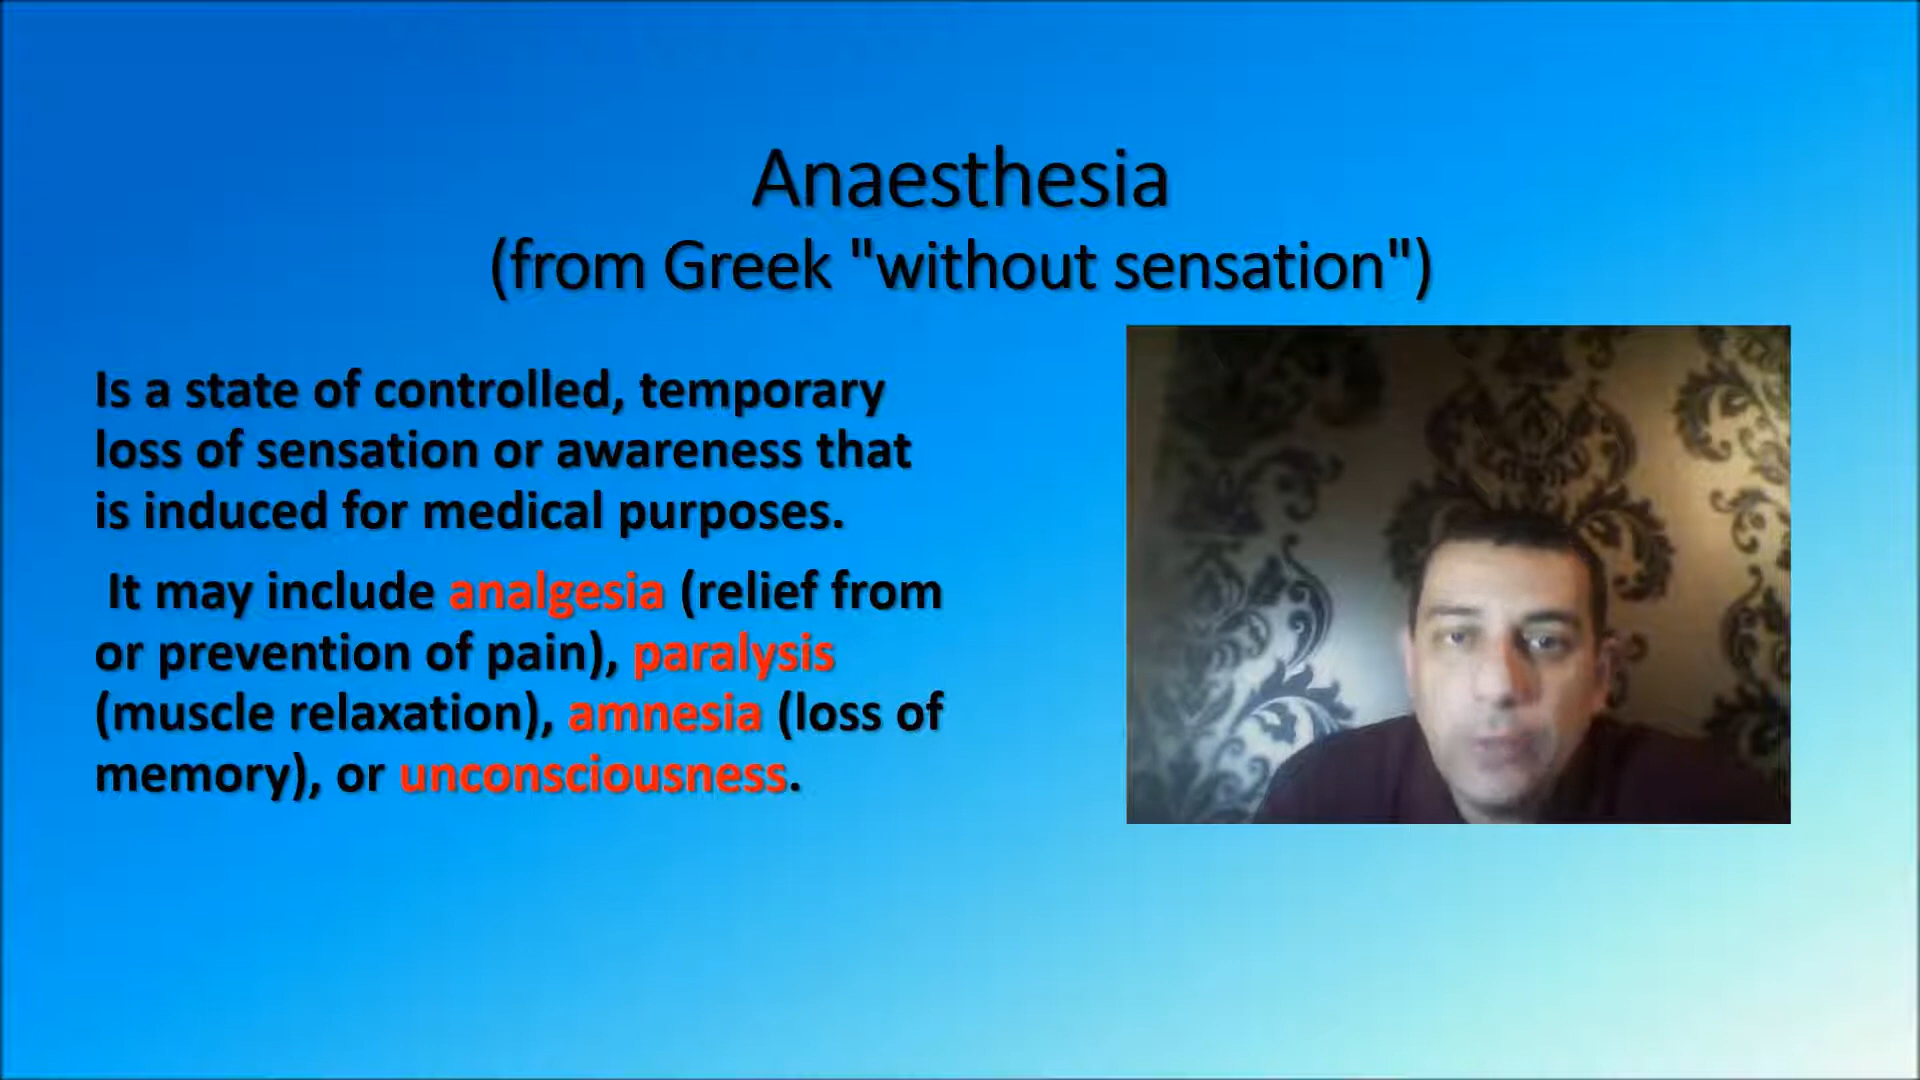 Anaesthesia
(from Greek "without sensation")
Is a state of controlled, temporary
loss of sensation or awareness that
is induced for medical purposes.
It may include analgesia (relief from
or prevention of pain), paralysis
(muscle relaxation), amnesia (loss of
memory), or unconsciousness.